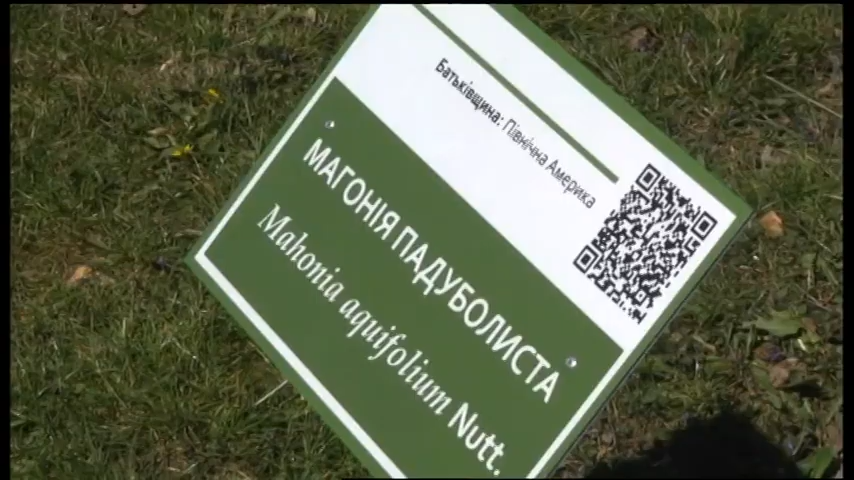 Батьківщина: Північна Америка
МАГОНІЯ ПАДУБОЛИСТА
Mahonia aquifolium Nutt.